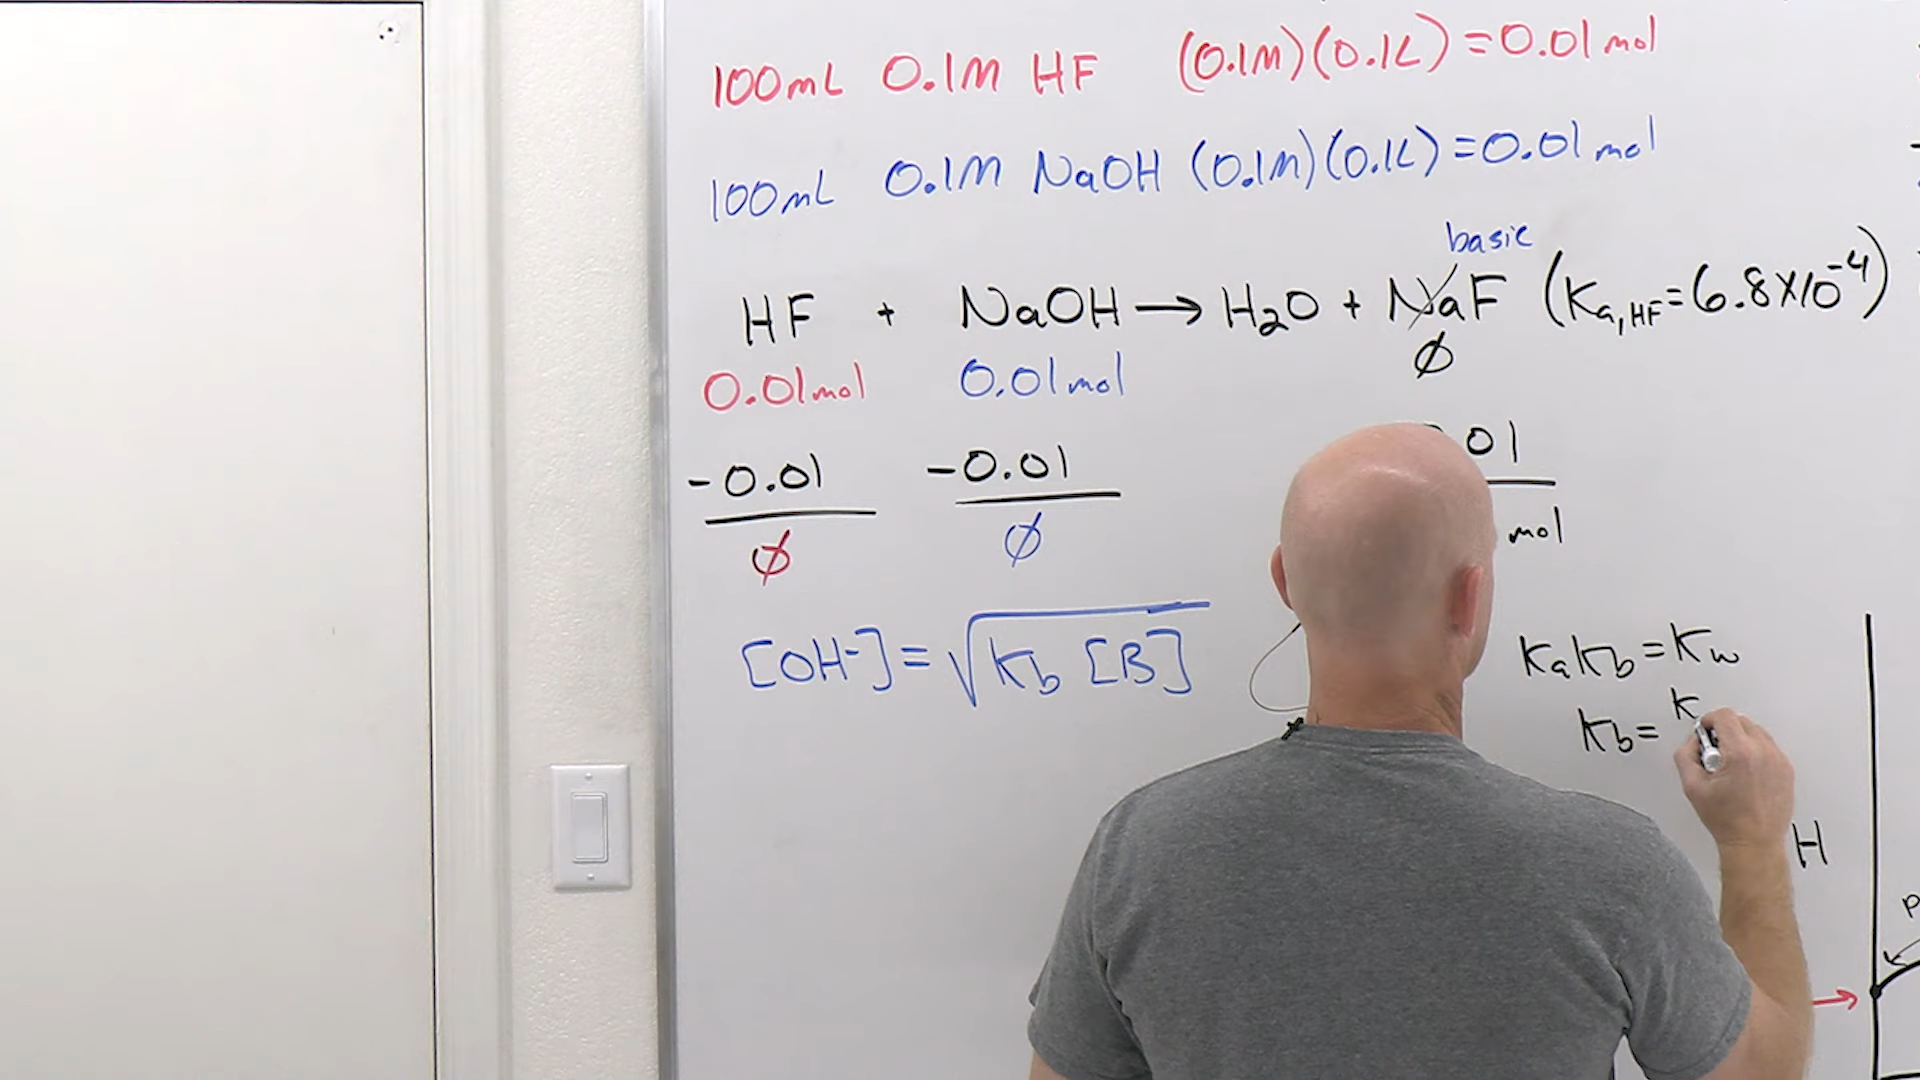 100mL 0.1M HF (0.1M)(0.1L)=0.01 mol
100mL 0.1M NaOH (0.1M)(0.1L)=0.01 mol
basic
HF + NaOH → H2O + NaF (Ka,HF=6.8x10^-4)
0.01mol 0.01mol ∅
-0.01 -0.01 01
∅ ∅ mol
[OH-]=√Kb [B]
KaKb=Kw
Kb= K
H
P